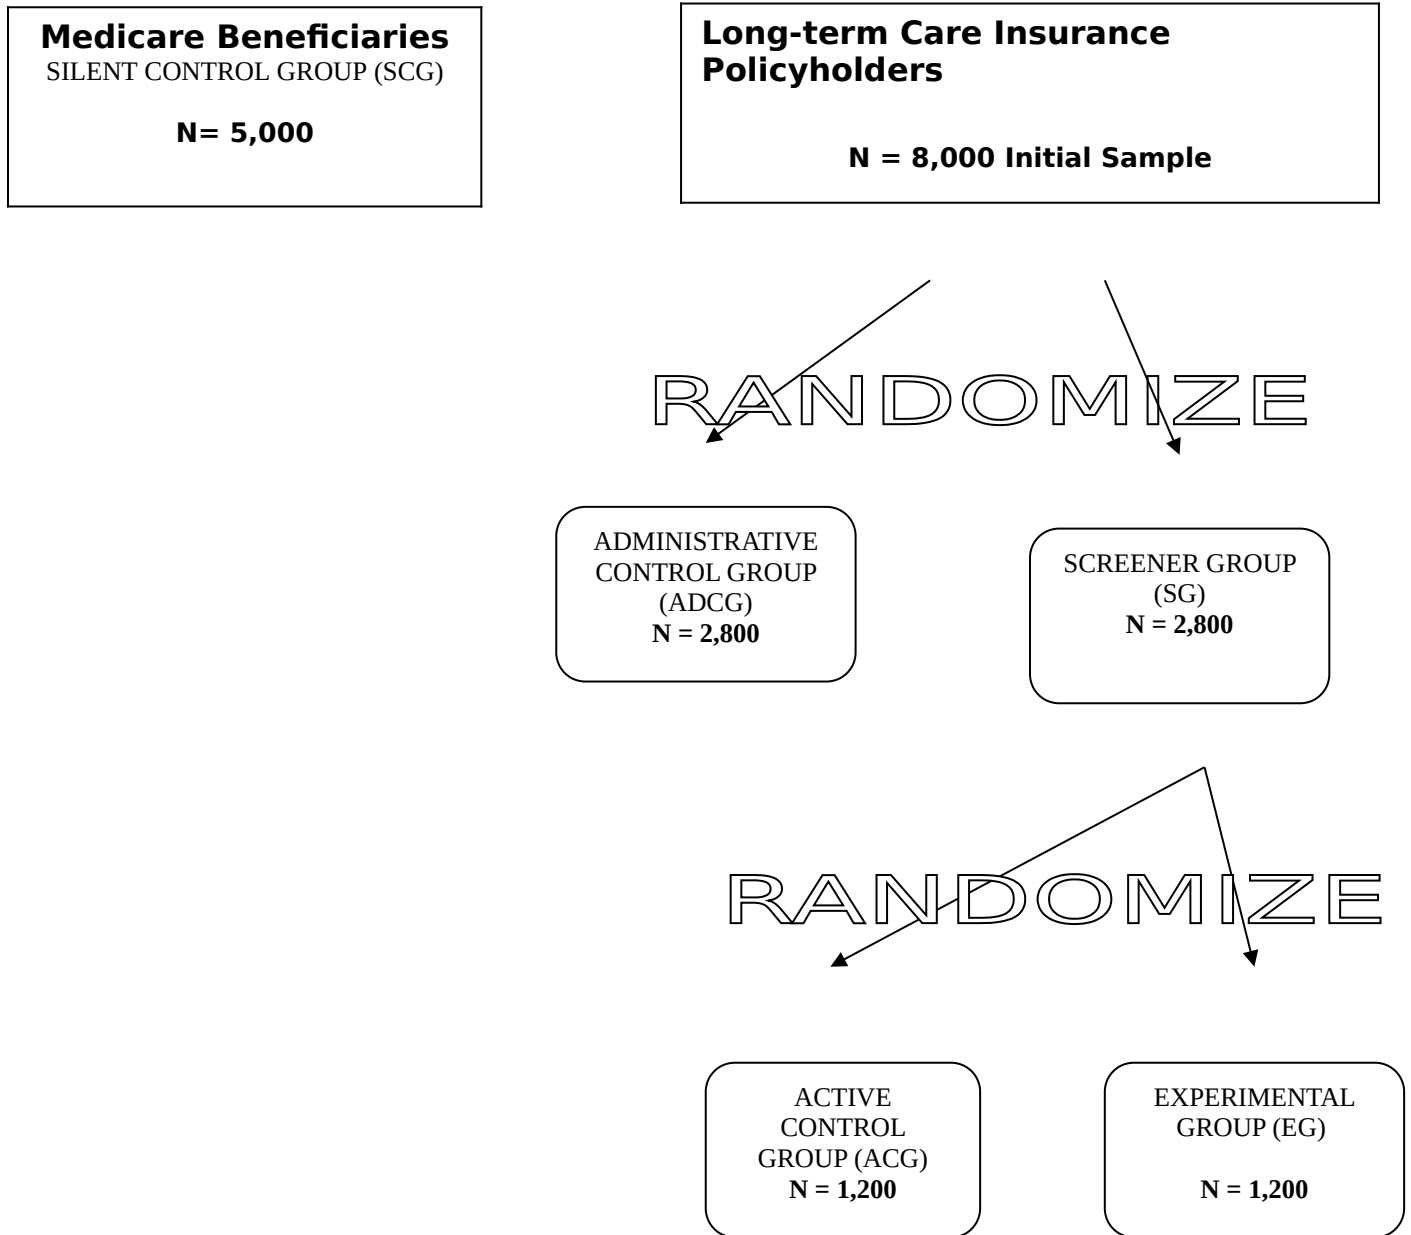 Medicare Beneficiaries
SILENT CONTROL GROUP (SCG)
N= 5,000
Long-term Care Insurance
Policyholders
N = 8,000 Initial Sample
RANDOMIZE
ADMINISTRATIVE
CONTROL GROUP
(ADCG)
N = 2,800
SCREENER GROUP
(SG)
N = 2,800
RANDOMIZE
ACTIVE
CONTROL
GROUP (ACG)
N = 1,200
EXPERIMENTAL
GROUP (EG)
N = 1,200